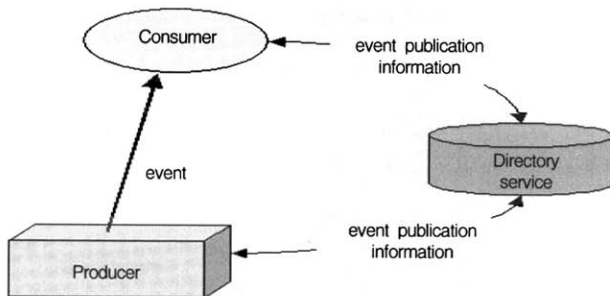 Consumer
event publication
information
Directory
service
event
event publication
information
Producer